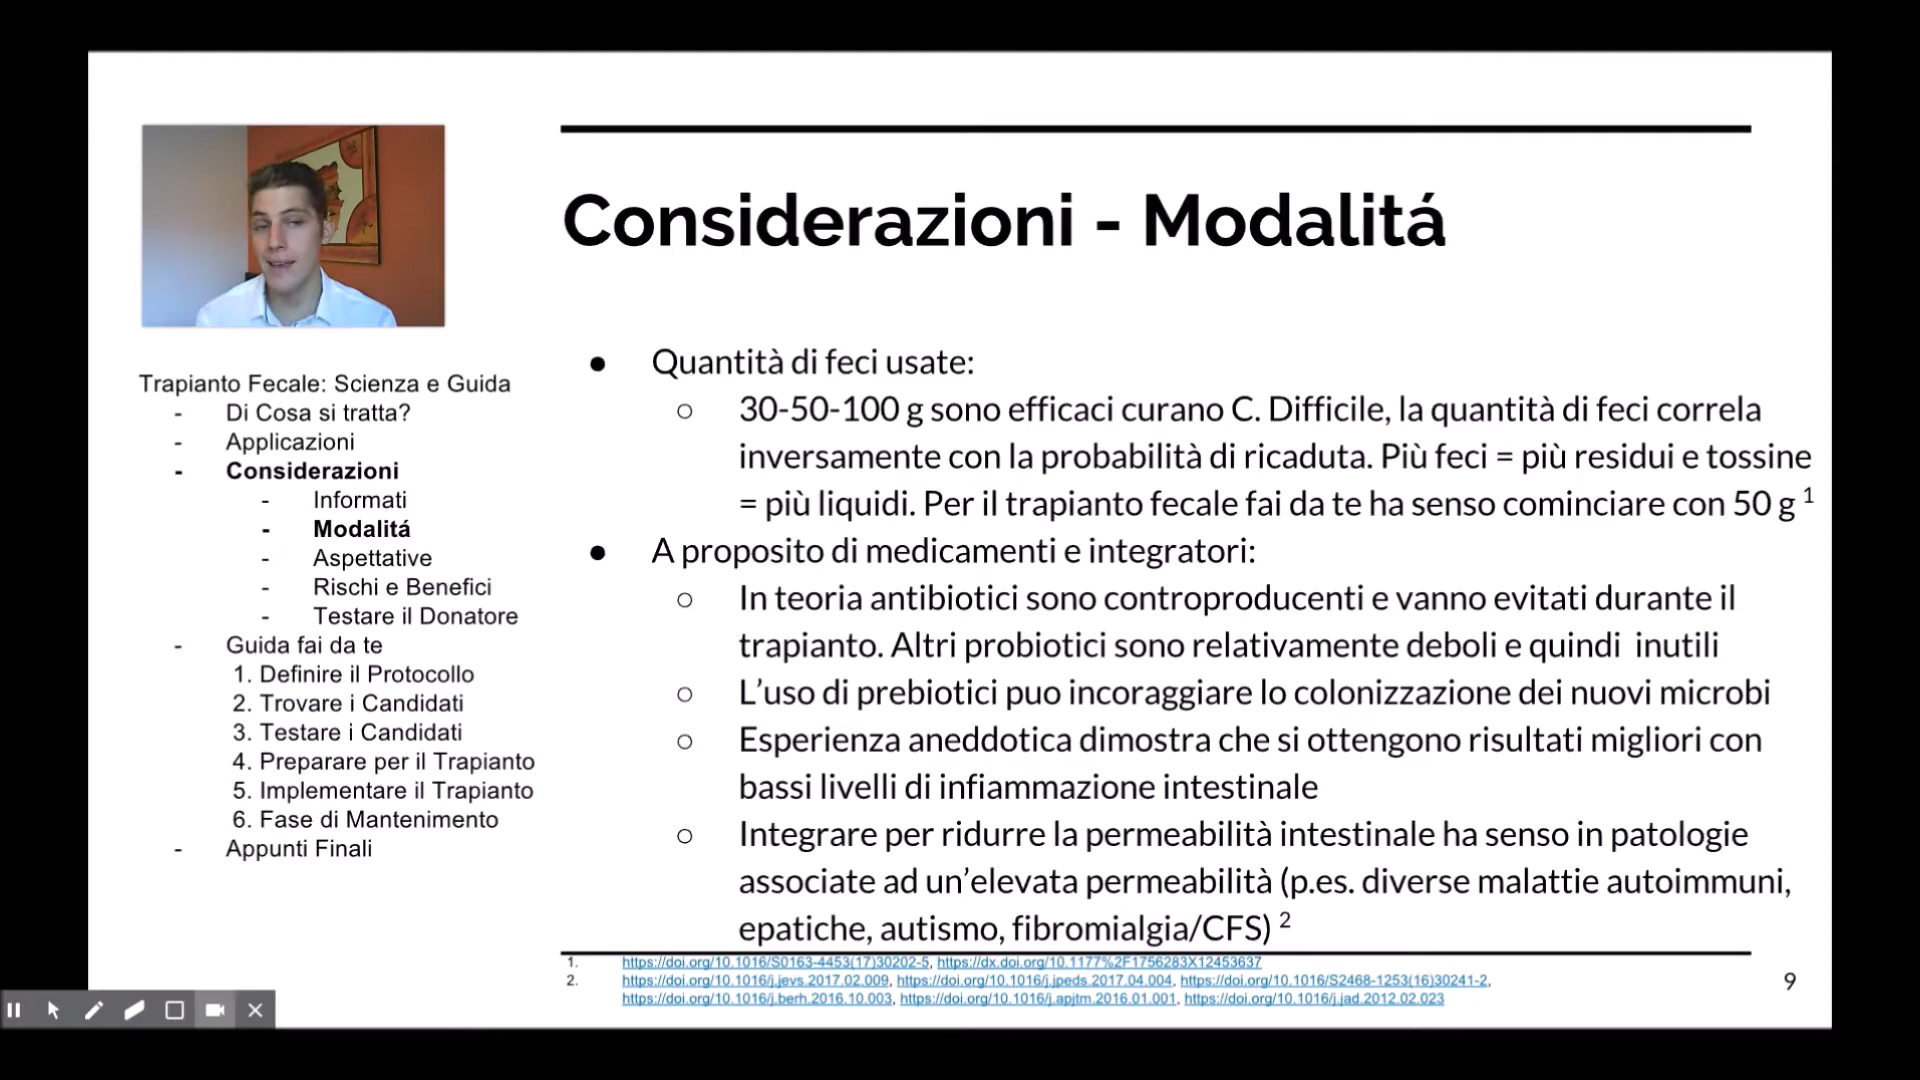 Considerazioni - Modalitá
Trapianto Fecale: Scienza e Guida
- Di Cosa si tratta?
- Applicazioni
- Considerazioni
- Informati
- Modalitá
- Aspettative
- Rischi e Benefici
- Testare il Donatore
- Guida fai da te
1. Definire il Protocollo
2. Trovare i Candidati
3. Testare i Candidati
4. Preparare per il Trapianto
5. Implementare il Trapianto
6. Fase di Mantenimento
- Appunti Finali
● Quantità di feci usate:
○ 30-50-100 g sono efficaci curano C. Difficile, la quantità di feci correla
inversamente con la probabilità di ricaduta. Più feci = più residui e tossine
= più liquidi. Per il trapianto fecale fai da te ha senso cominciare con 50 g 1
● A proposito di medicamenti e integratori:
○ In teoria antibiotici sono controproducenti e vanno evitati durante il
trapianto. Altri probiotici sono relativamente deboli e quindi inutili
○ L’uso di prebiotici puo incoraggiare lo colonizzazione dei nuovi microbi
○ Esperienza aneddotica dimostra che si ottengono risultati migliori con
bassi livelli di infiammazione intestinale
○ Integrare per ridurre la permeabilità intestinale ha senso in patologie
associate ad un’elevata permeabilità (p.es. diverse malattie autoimmuni,
epatiche, autismo, fibromialgia/CFS) 2
1. https://doi.org/10.1016/S0163-4453(17)30202-5, https://dx.doi.org/10.1177%2F1756283X12453637
2. https://doi.org/10.1016/j.jevs.2017.02.009, https://doi.org/10.1016/j.jpeds.2017.04.004, https://doi.org/10.1016/S2468-1253(16)30241-2,
https://doi.org/10.1016/j.berh.2016.10.003, https://doi.org/10.1016/j.apjtm.2016.01.001, https://doi.org/10.1016/j.jad.2012.02.023
9